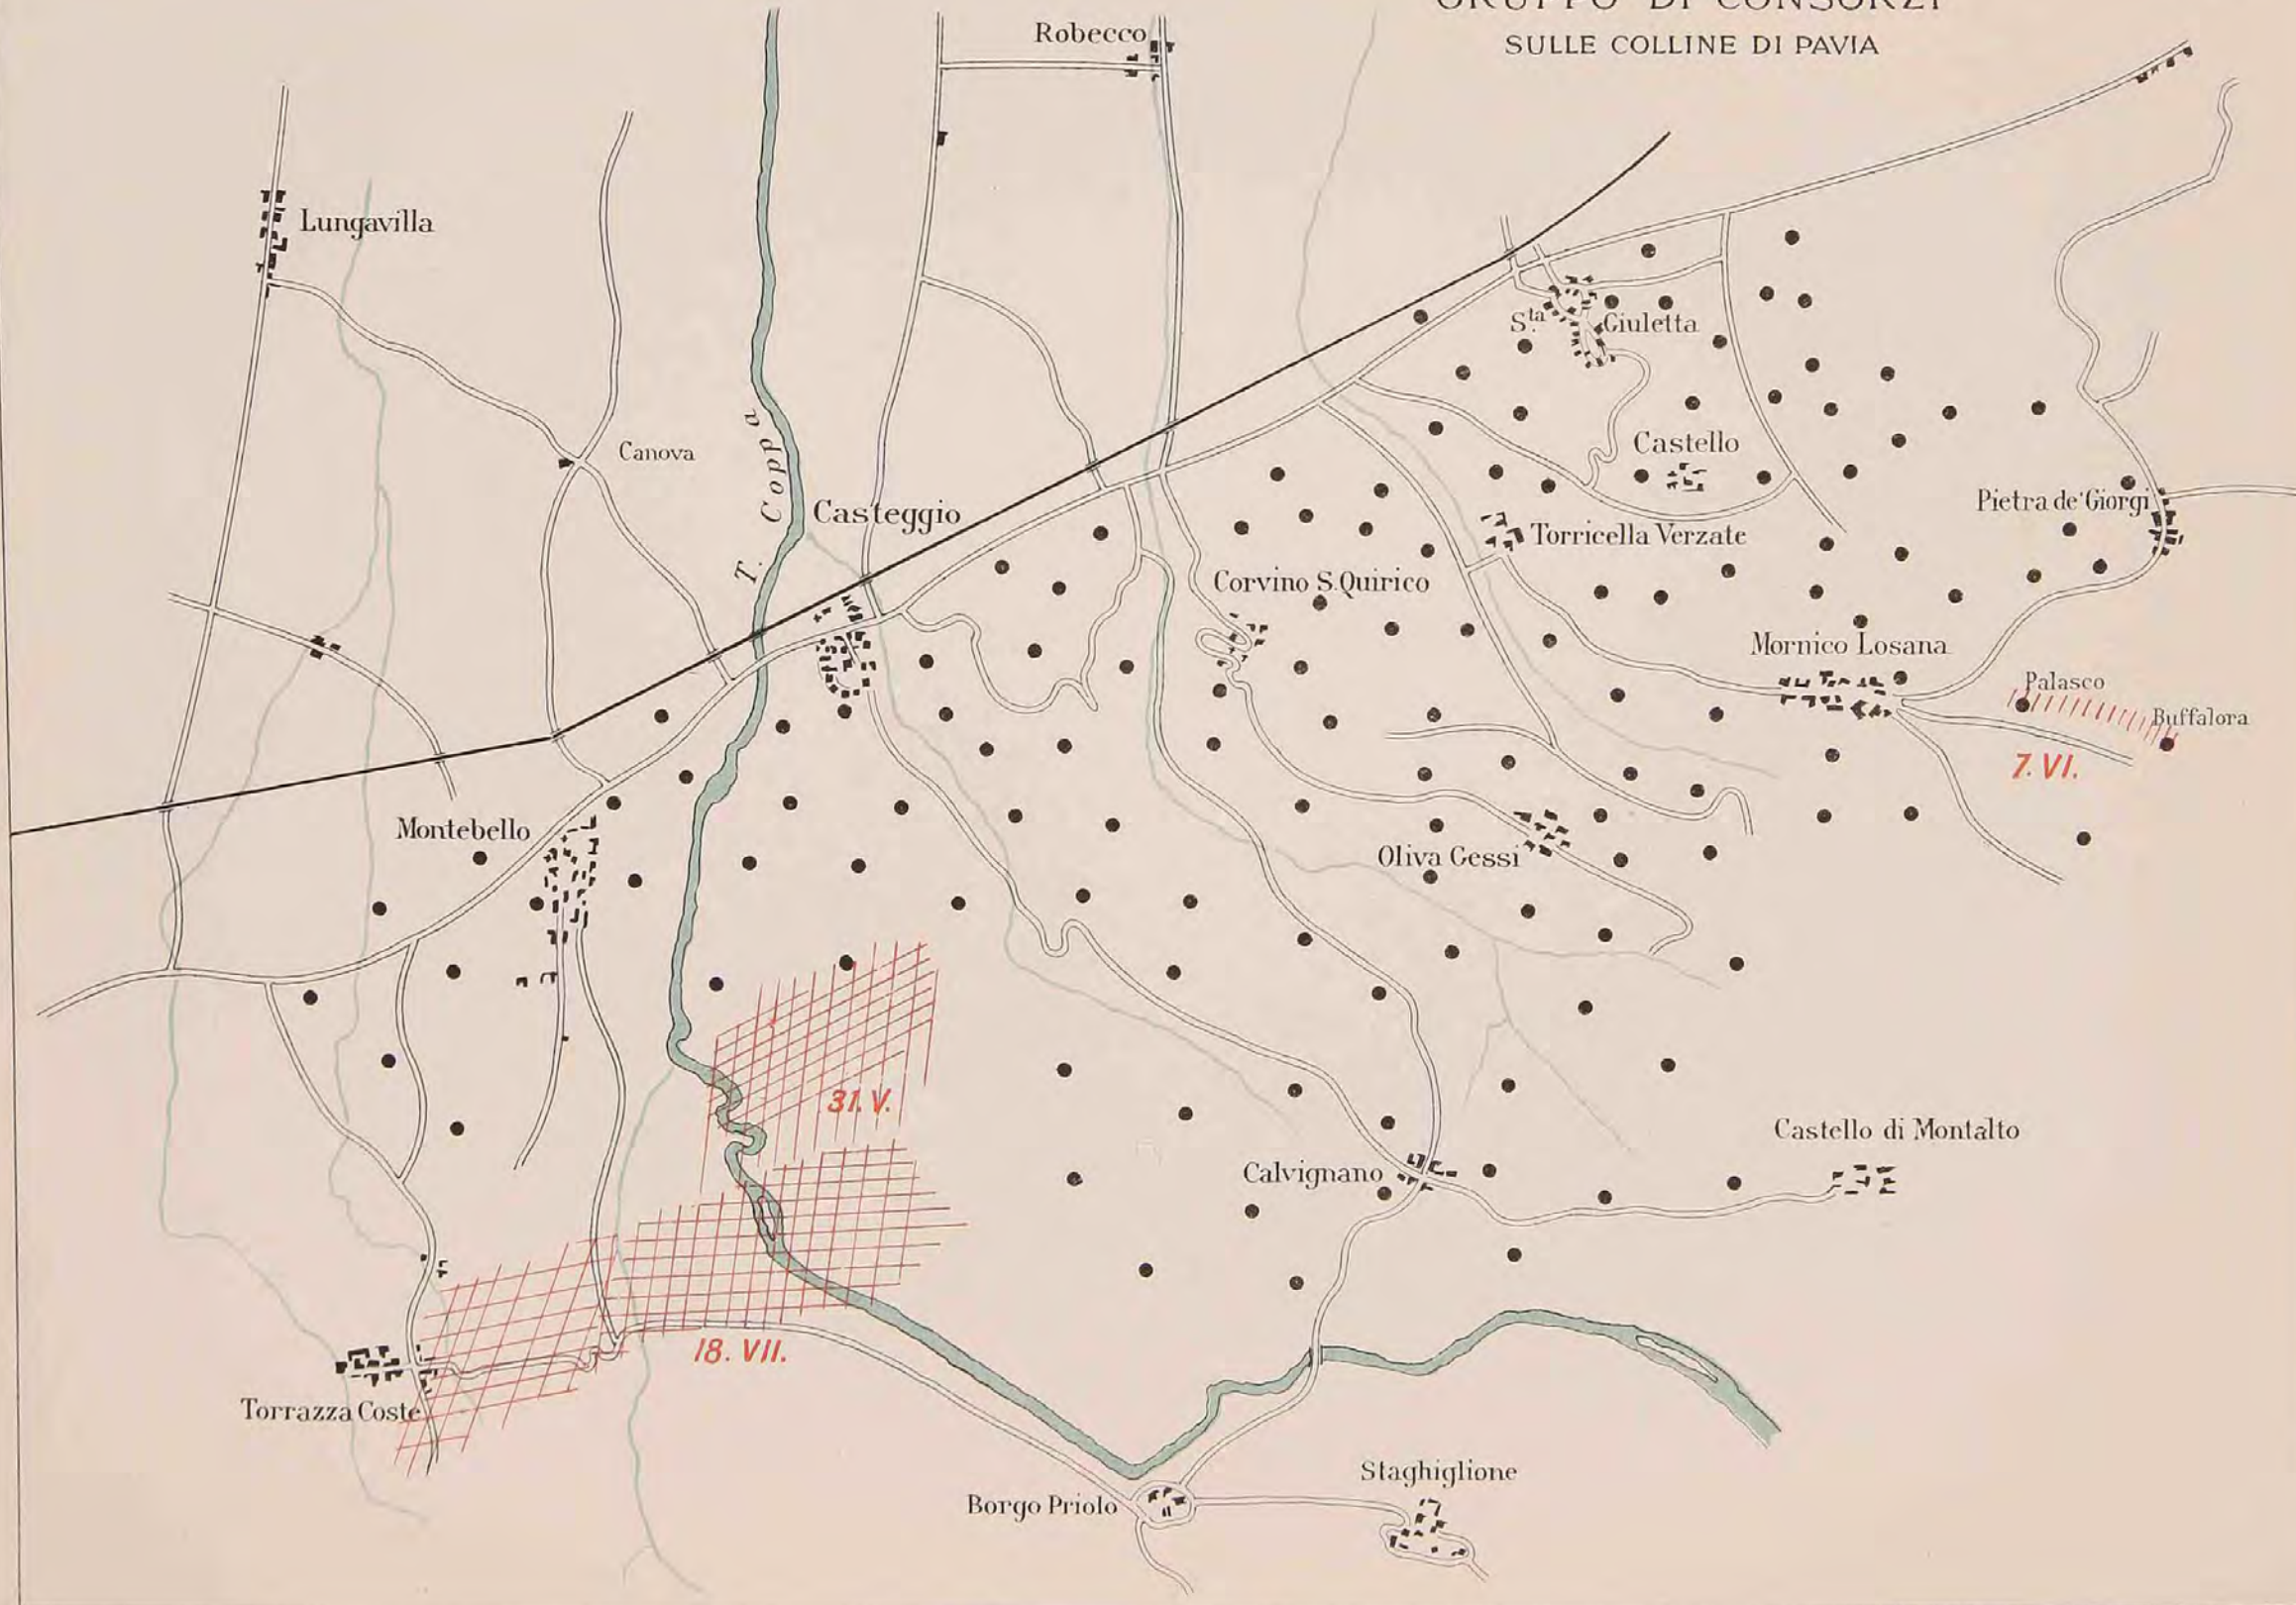 GRUPPO DI CONSORZI
SULLE COLLINE DI PAVIA
Robecco
Lungavilla
Sta Giuletta
Canova
Castello
T. Coppa
Casteggio
Pietra de' Giorgi
Torricella Verzate
Corvino S. Quirico
Mornico Losana
Palasco
Buffalora
7. VI.
Montebello
Oliva Gessi
31. V.
Castello di Montalto
Calvignano
18. VII.
Torrazza Coste
Staghiglione
Borgo Priolo